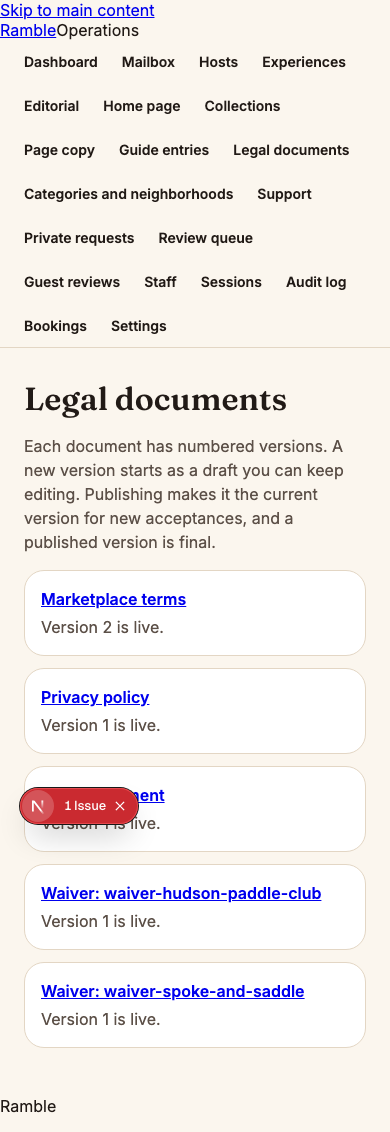 Skip to main content
RambleOperations
Dashboard Mailbox Hosts Experiences
Editorial Home page Collections
Page copy Guide entries Legal documents
Categories and neighborhoods Support
Private requests Review queue
Guest reviews Staff Sessions Audit log
Bookings Settings
Legal documents
Each document has numbered versions. A
new version starts as a draft you can keep
editing. Publishing makes it the current
version for new acceptances, and a
published version is final.
Marketplace terms
Version 2 is live.
Privacy policy
Version 1 is live.
1 Issue
Version 1 is live.
Waiver: waiver-hudson-paddle-club
Version 1 is live.
Waiver: waiver-spoke-and-saddle
Version 1 is live.
Ramble